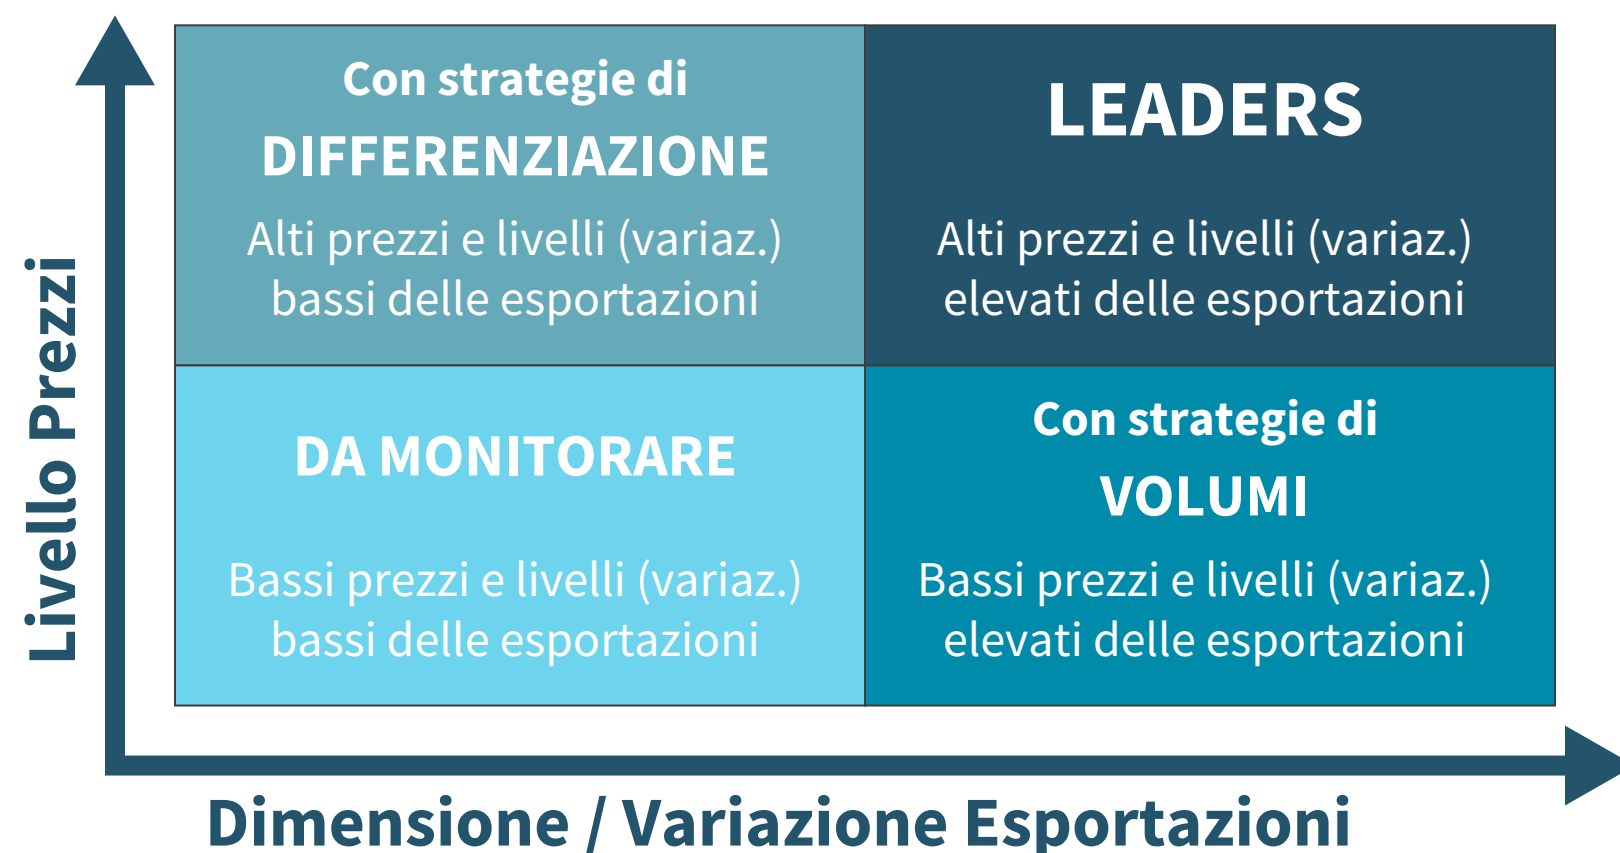 Con strategie di
DIFFERENZIAZIONE
Alti prezzi e livelli (variaz.)
bassi delle esportazioni
LEADERS
Alti prezzi e livelli (variaz.)
elevati delle esportazioni
DA MONITORARE
Bassi prezzi e livelli (variaz.)
bassi delle esportazioni
Con strategie di
VOLUMI
Bassi prezzi e livelli (variaz.)
elevati delle esportazioni
Livello Prezzi
Dimensione / Variazione Esportazioni